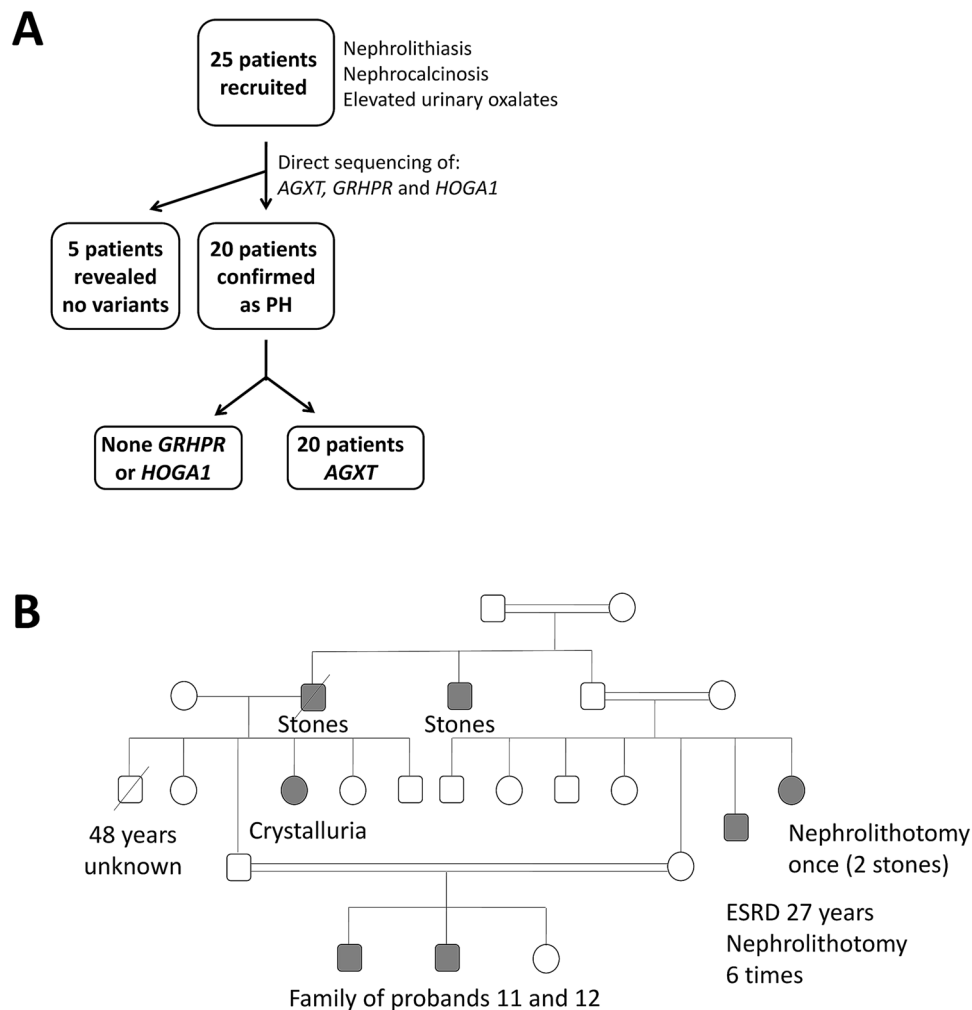 A
25 patients
recruited
Nephrolithiasis
Nephrocalcinosis
Elevated urinary oxalates
Direct sequencing of:
AGXT, GRHPR and HOGA1
5 patients
revealed
no variants
20 patients
confirmed
as PH
None GRHPR
or HOGA1
20 patients
AGXT
B
Stones
Stones
48 years
unknown
Crystalluria
Nephrolithotomy
once (2 stones)
ESRD 27 years
Nephrolithotomy
6 times
Family of probands 11 and 12